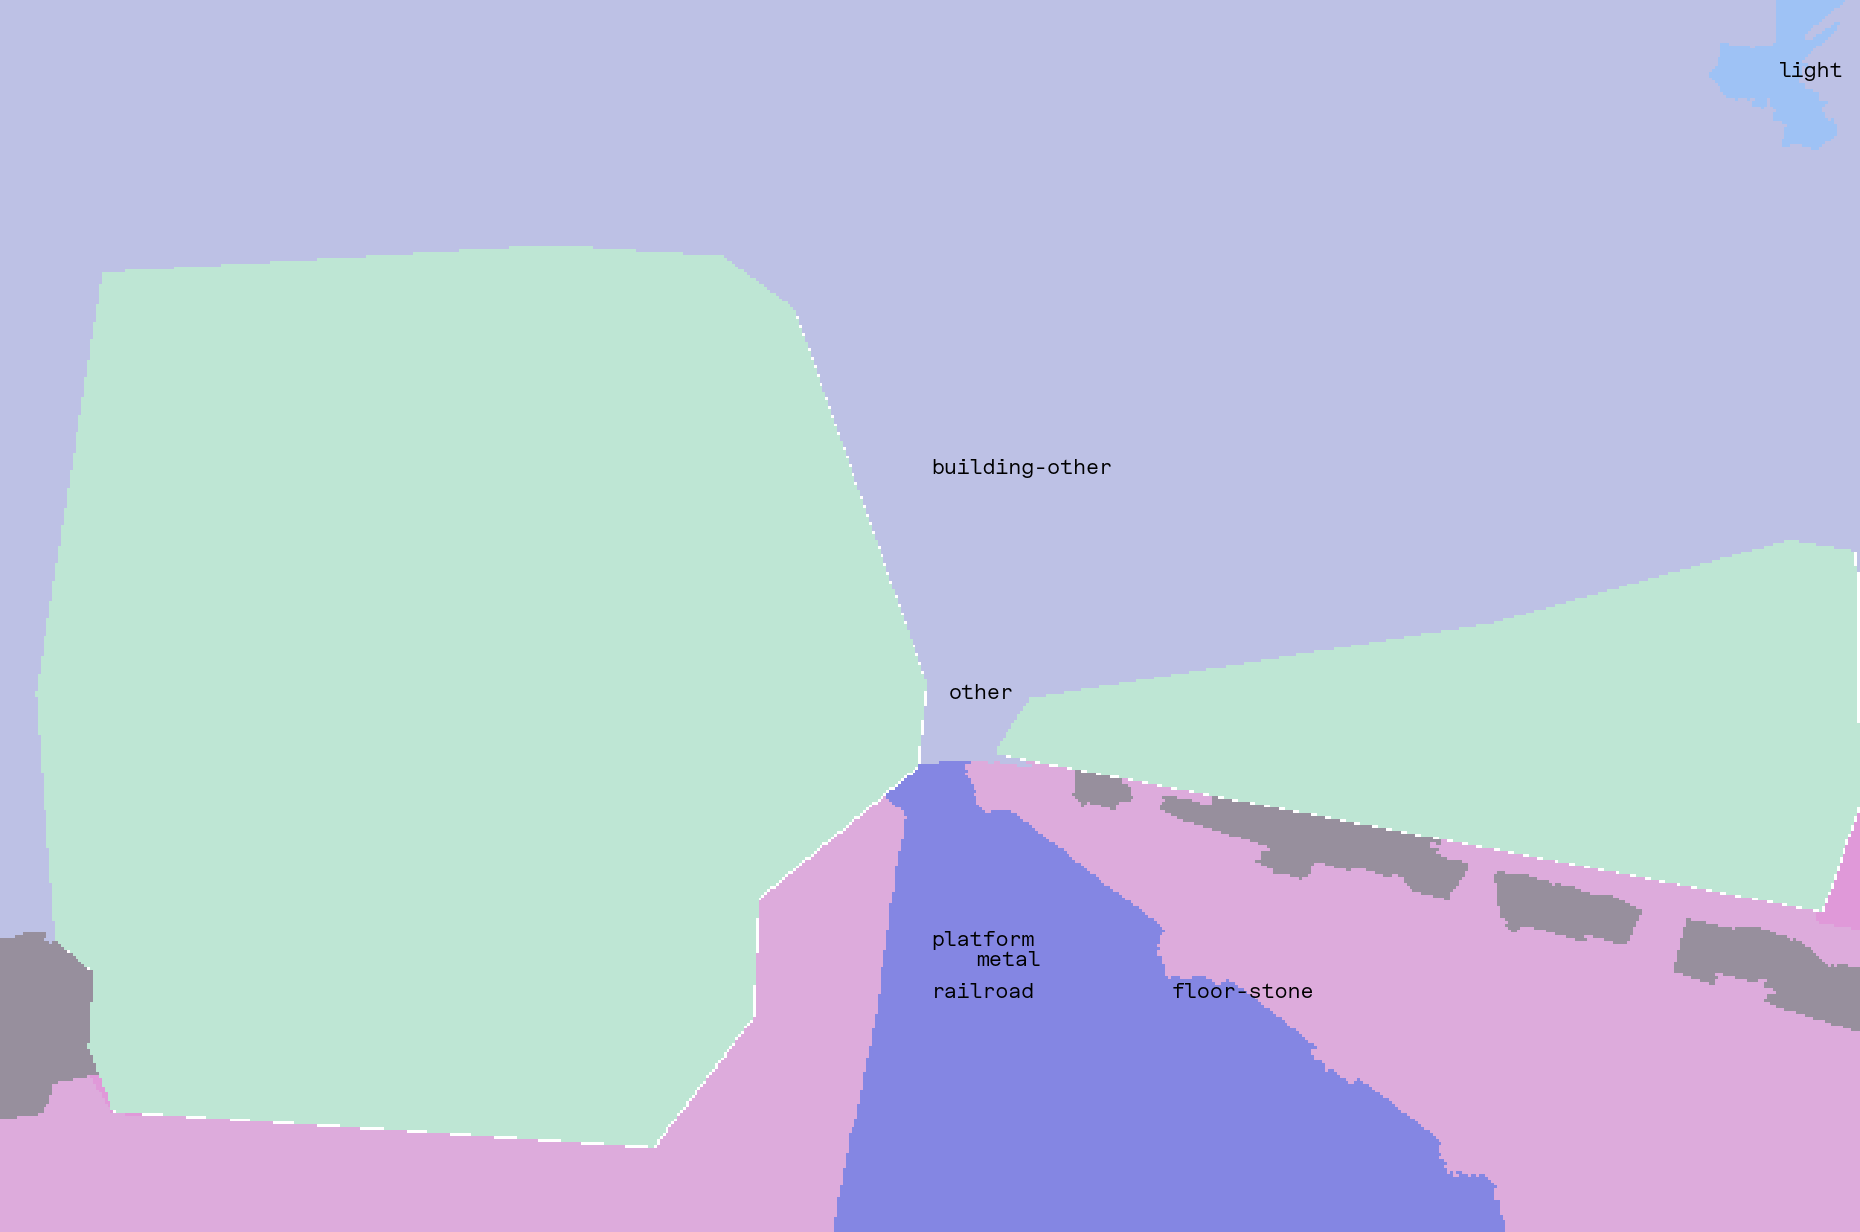 light
building-other
other
platform
metal
railroad
floor-stone